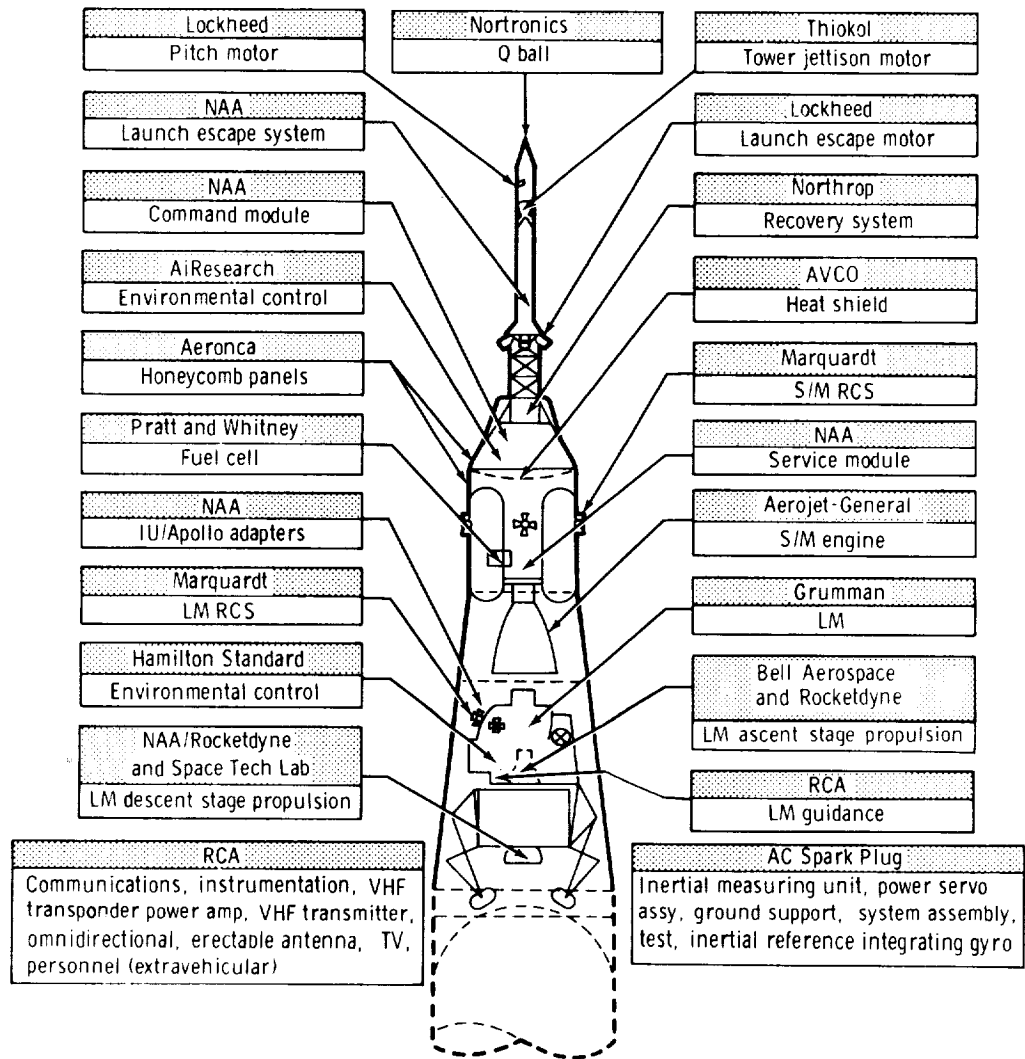 Lockheed
Pitch motor
Nortronics
Q ball
Thiokol
Tower jettison motor
NAA
Launch escape system
Lockheed
Launch escape motor
NAA
Command module
Northrop
Recovery system
AiResearch
Environmental control
AVCO
Heat shield
Aeronca
Honeycomb panels
Marquardt
S/M RCS
Pratt and Whitney
Fuel cell
NAA
Service module
NAA
IU/Apollo adapters
Aerojet-General
S/M engine
Marquardt
LM RCS
Grumman
LM
Hamilton Standard
Environmental control
Bell Aerospace
and Rocketdyne
LM ascent stage propulsion
NAA/Rocketdyne
and Space Tech Lab
LM descent stage propulsion
RCA
LM guidance
RCA
Communications, instrumentation, VHF
transponder power amp, VHF transmitter,
omnidirectional, erectable antenna, TV,
personnel (extravehicular)
AC Spark Plug
Inertial measuring unit, power servo
assy, ground support, system assembly,
test, inertial reference integrating gyro